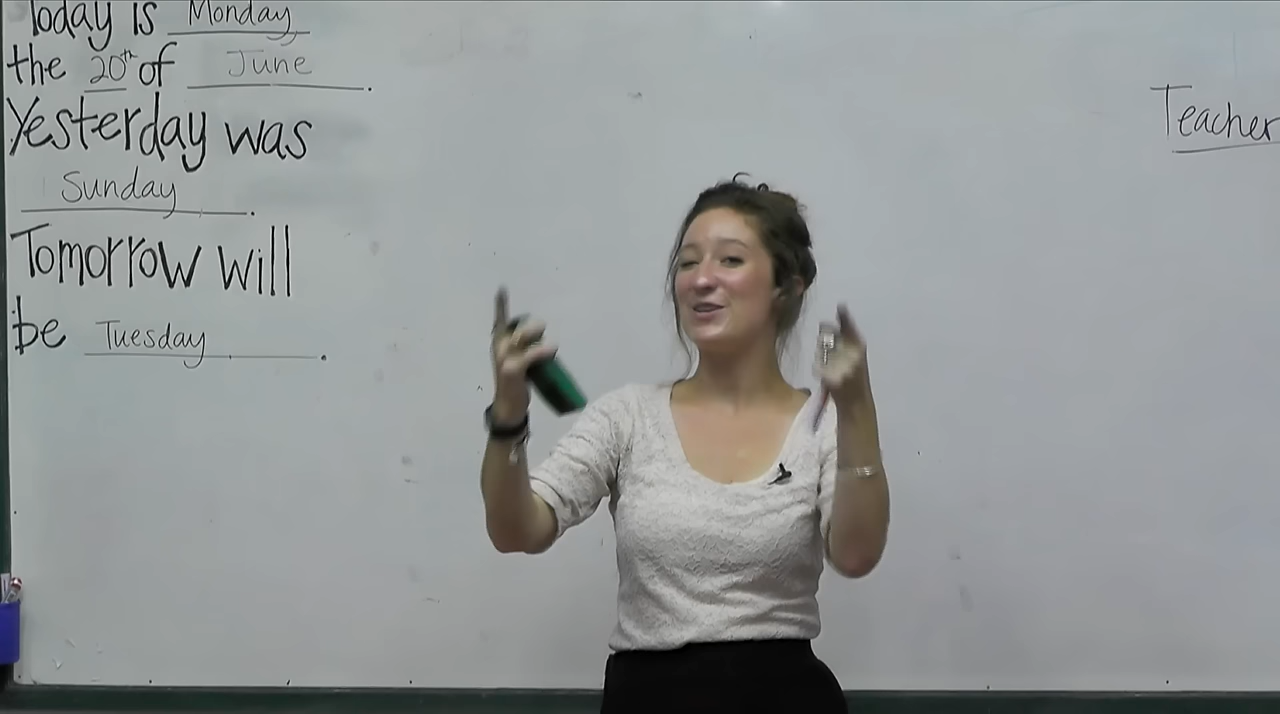 Today is Monday,
the 20th of June.
Yesterday was
Sunday.
Tomorrow will
be Tuesday.
Teacher